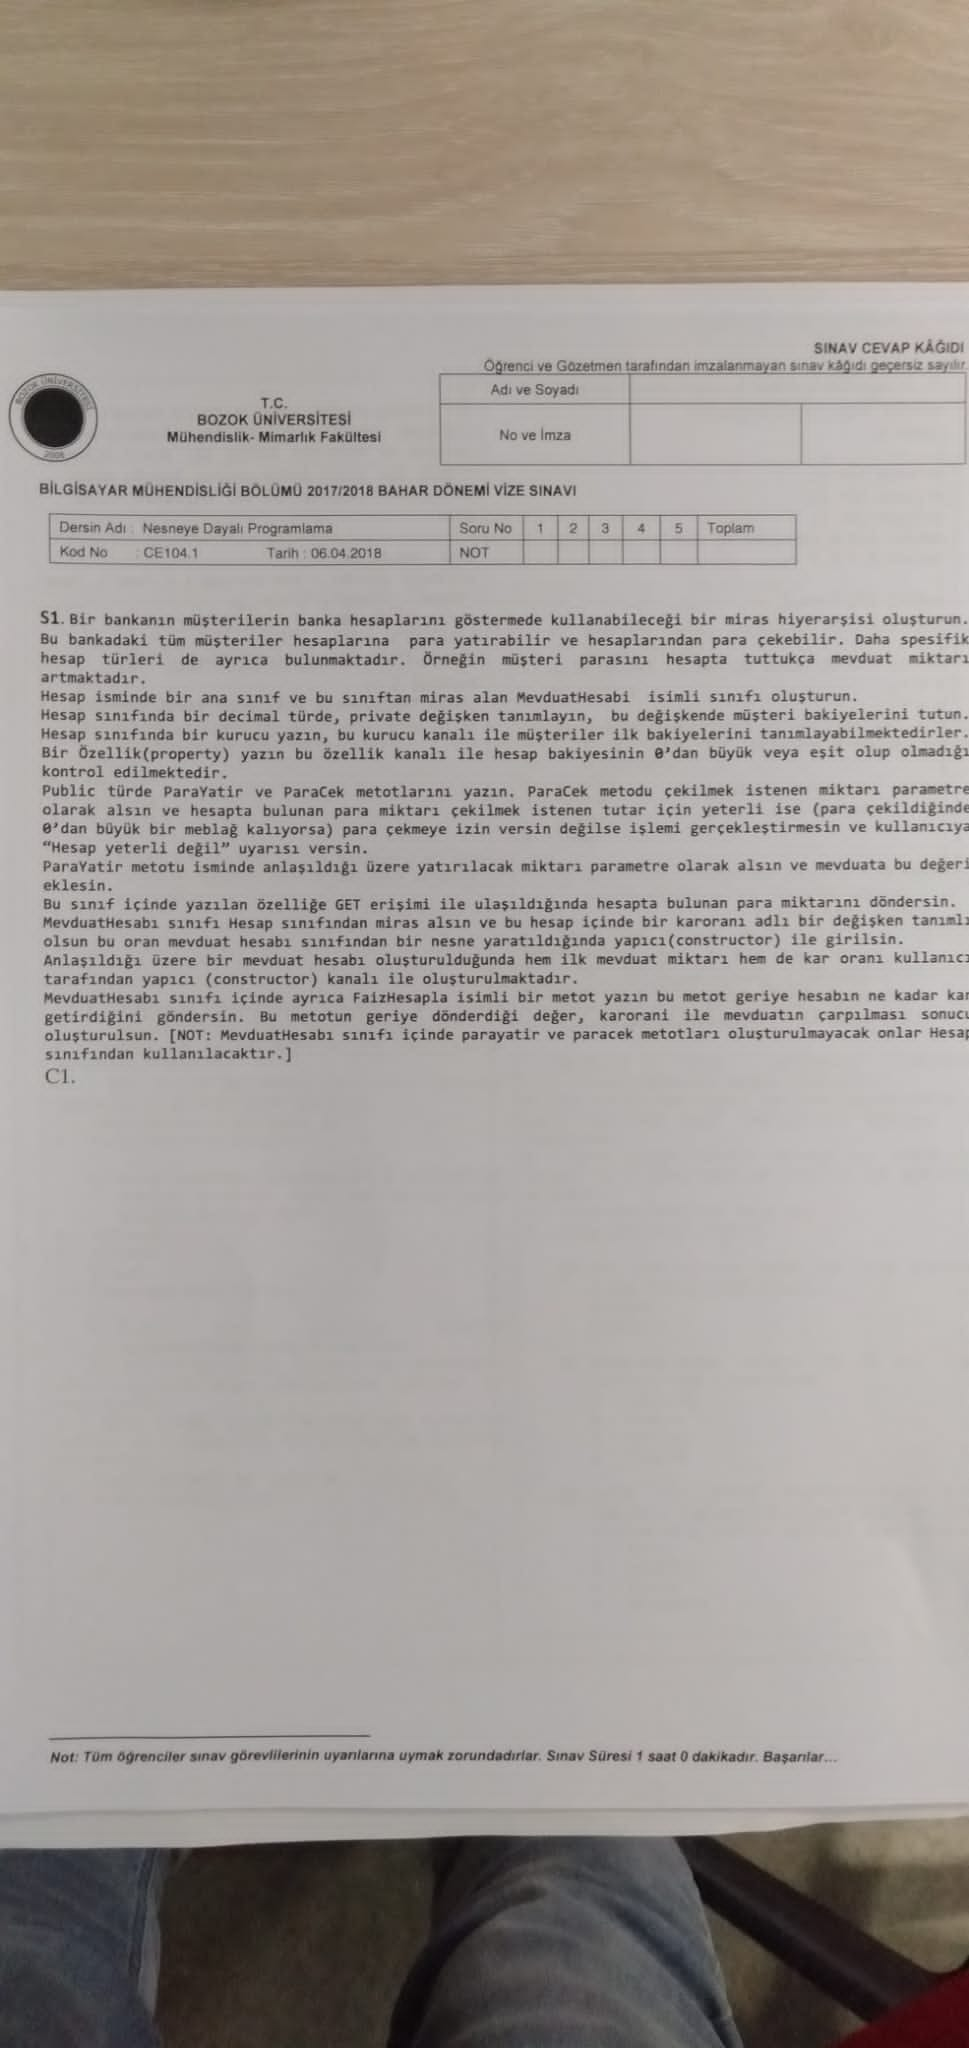 SINAV CEVAP KÂĞIDI
Öğrenci ve Gözetmen tarafından imzalanmayan sınav kâğıdı geçersiz sayılır.
BOZOK ÜNİVERSİTESİ
2006
T.C.
BOZOK ÜNİVERSİTESİ
Mühendislik- Mimarlık Fakültesi
Adı ve Soyadı
No ve İmza
BİLGİSAYAR MÜHENDİSLİĞİ BÖLÜMÜ 2017/2018 BAHAR DÖNEMİ VİZE SINAVI
Dersin Adı : Nesneye Dayalı Programlama Soru No 1 2 3 4 5 Toplam
Kod No : CE104.1 Tarih : 06.04.2018 NOT
S1. Bir bankanın müşterilerin banka hesaplarını göstermede kullanabileceği bir miras hiyerarşisi oluşturun.
Bu bankadaki tüm müşteriler hesaplarına para yatırabilir ve hesaplarından para çekebilir. Daha spesifik
hesap türleri de ayrıca bulunmaktadır. Örneğin müşteri parasını hesapta tuttukça mevduat miktarı
artmaktadır.
Hesap isminde bir ana sınıf ve bu sınıftan miras alan MevduatHesabi isimli sınıfı oluşturun.
Hesap sınıfında bir decimal türde, private değişken tanımlayın, bu değişkende müşteri bakiyelerini tutun.
Hesap sınıfında bir kurucu yazın, bu kurucu kanalı ile müşteriler ilk bakiyelerini tanımlayabilmektedirler.
Bir Özellik(property) yazın bu özellik kanalı ile hesap bakiyesinin 0'dan büyük veya eşit olup olmadığı
kontrol edilmektedir.
Public türde ParaYatir ve ParaCek metotlarını yazın. ParaCek metodu çekilmek istenen miktarı parametre
olarak alsın ve hesapta bulunan para miktarı çekilmek istenen tutar için yeterli ise (para çekildiğinde
0'dan büyük bir meblağ kalıyorsa) para çekmeye izin versin değilse işlemi gerçekleştirmesin ve kullanıcıya
“Hesap yeterli değil” uyarısı versin.
ParaYatir metotu isminde anlaşıldığı üzere yatırılacak miktarı parametre olarak alsın ve mevduata bu değeri
eklesin.
Bu sınıf içinde yazılan özelliğe GET erişimi ile ulaşıldığında hesapta bulunan para miktarını döndersin.
MevduatHesabı sınıfı Hesap sınıfından miras alsın ve bu hesap içinde bir karoranı adlı bir değişken tanımlı
olsun bu oran mevduat hesabı sınıfından bir nesne yaratıldığında yapıcı(constructor) ile girilsin.
Anlaşıldığı üzere bir mevduat hesabı oluşturulduğunda hem ilk mevduat miktarı hem de kar oranı kullanıcı
tarafından yapıcı (constructor) kanalı ile oluşturulmaktadır.
MevduatHesabı sınıfı içinde ayrıca FaizHesapla isimli bir metot yazın bu metot geriye hesabın ne kadar kar
getirdiğini göndersin. Bu metotun geriye dönderdiği değer, karorani ile mevduatın çarpılması sonucu
oluşturulsun. [NOT: MevduatHesabı sınıfı içinde parayatir ve paracek metotları oluşturulmayacak onlar Hesap
sınıfından kullanılacaktır.]
C1.
Not: Tüm öğrenciler sınav görevlilerinin uyarılarına uymak zorundadırlar. Sınav Süresi 1 saat 0 dakikadır. Başarılar...